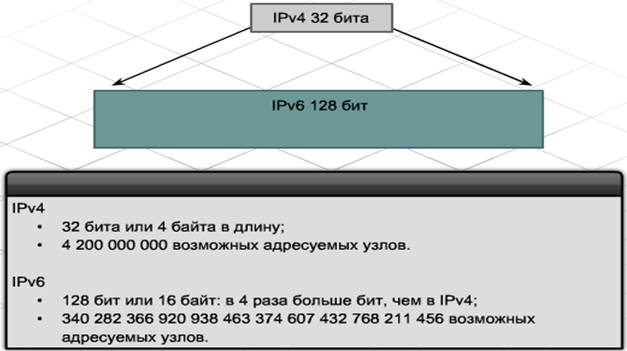 IPv4 32 бита
IPv6 128 бит
IPv4
• 32 бита или 4 байта в длину;
• 4 200 000 000 возможных адресуемых узлов.
IPv6
• 128 бит или 16 байт: в 4 раза больше бит, чем в IPv4;
• 340 282 366 920 938 463 374 607 432 768 211 456 возможных
адресуемых узлов.